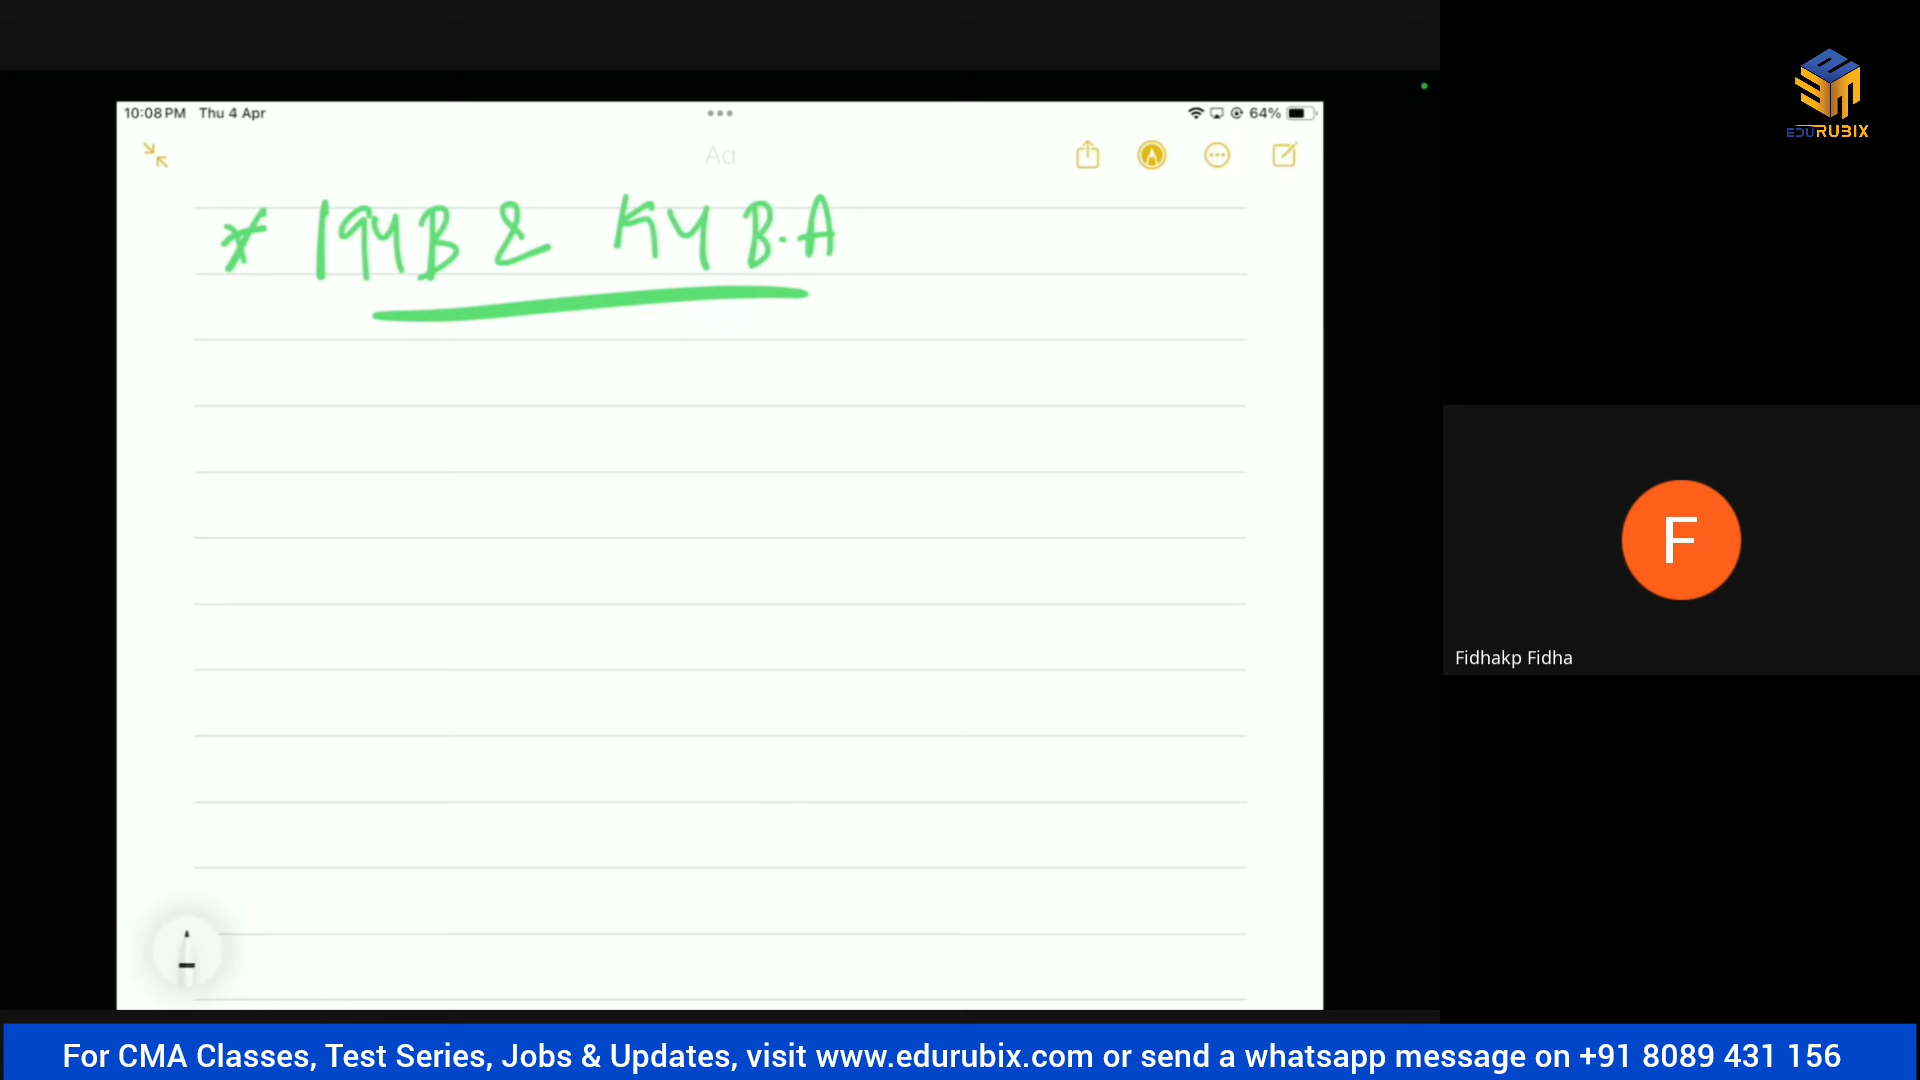 10:08 PM Thu 4 Apr
64%
Aa
* 194B & K4 B.A
EDURUBIX
F
Fidhakp Fidha
For CMA Classes, Test Series, Jobs & Updates, visit www.edurubix.com or send a whatsapp message on +91 8089 431 156